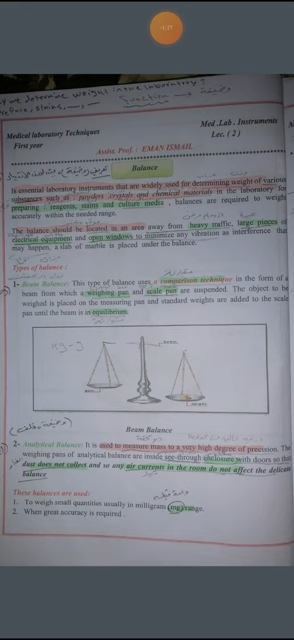 we determine weight in the laboratory?
Function → وظيفة
Medical laboratory Techniques
Med. Lab. Instruments
First year
Lec. ( 2 )
Assist. Prof. : EMAN ISMAIL
Balance
Is essential laboratory instruments that are widely used for determining weight of various
substances such as : powders crystals and chemical materials in the laboratory for
preparing : reagents, stains and culture media , balances are required to weigh
accurately within the needed range.
The balance should be located in an area away from heavy traffic, large pieces of
electrical equipment and open windows to minimize any vibration as interference that
may happen, a slab of marble is placed under the balance.
Types of balance :
1- Beam Balance: This type of balance uses a comparison technique in the form of a
beam from which a weighing pan and scale pan are suspended. The object to be
weighed is placed on the measuring pan and standard weights are added to the scale
pan until the beam is in equilibrium.
kg-g
beam
Beam Balance
2- Analytical Balance: It is used to measure mass to a very high degree of precision. The
weighing pans of analytical balance are inside see-through enclosure with doors so that
dust does not collect and so any air currents in the room do not affect the delicate
balance
These balances are used:
1. To weigh small quantities usually in milligram (mg) range.
2. When great accuracy is required .